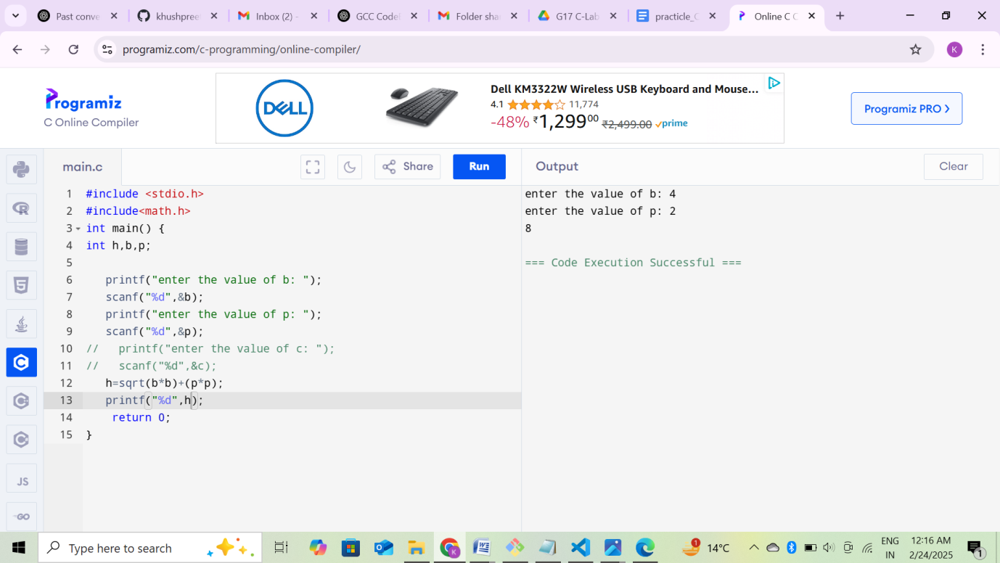 Past conve
khushpree
Inbox (2) -
GCC Codel
Folder sha
G17 C-Lab
practicle_C
Online C C
programiz.com/c-programming/online-compiler/
K
Programiz
C Online Compiler
DELL
Dell KM3322W Wireless USB Keyboard and Mouse...
4.1 11,774
-48% ₹1,299.00 ₹2,499.00 prime
Programiz PRO
main.c
Share
Run
Output
Clear
1 #include <stdio.h>
2 #include<math.h>
3 int main() {
4 int h,b,p;
5
6 printf("enter the value of b: ");
7 scanf("%d",&b);
8 printf("enter the value of p: ");
9 scanf("%d",&p);
10 // printf("enter the value of c: ");
11 // scanf("%d",&c);
12 h=sqrt(b*b)+(p*p);
13 printf("%d",h);
14 return 0;
15 }
enter the value of b: 4
enter the value of p: 2
8
=== Code Execution Successful ===
JS
GO
Type here to search
1
14°C
ENG
IN
12:16 AM
2/24/2025
1